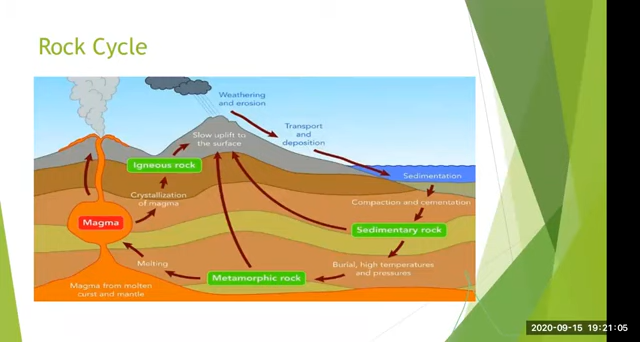 Rock Cycle
Weathering
and erosion
Transport
and
deposition
Slow uplift to
the surface
Igneous rock
Sedimentation
Crystallization
of magma
Compaction and cementation
Magma
Sedimentary rock
Melting
Burial, high temperatures
and pressures
Metamorphic rock
Magma from molten
curst and mantle
2020-09-15 19:21:05